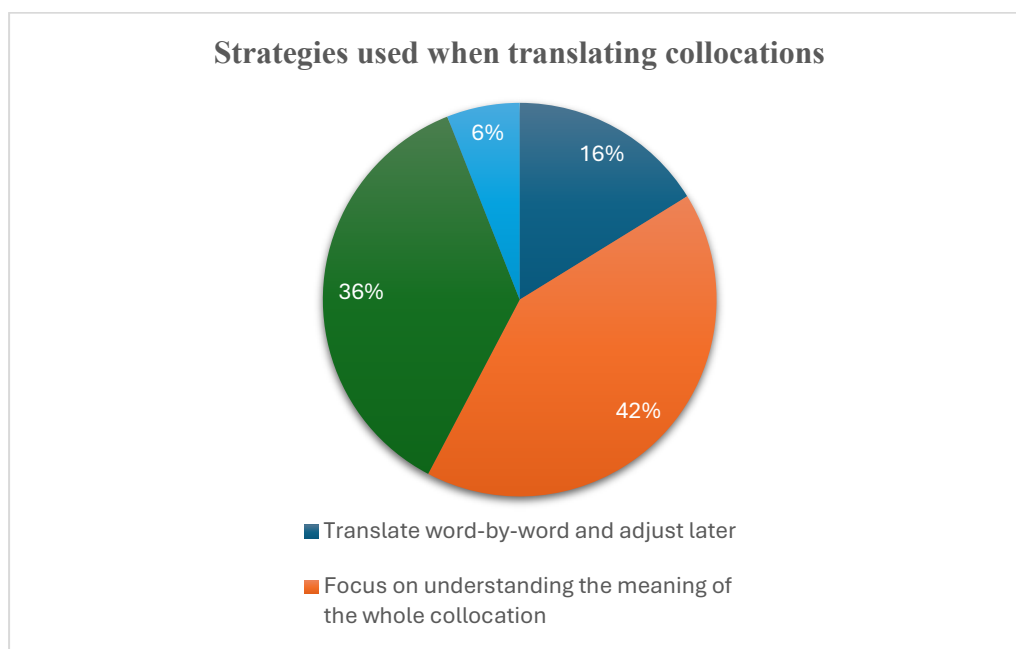 Strategies used when translating collocations
6%
16%
36%
42%
Translate word-by-word and adjust later
Focus on understanding the meaning of
the whole collocation